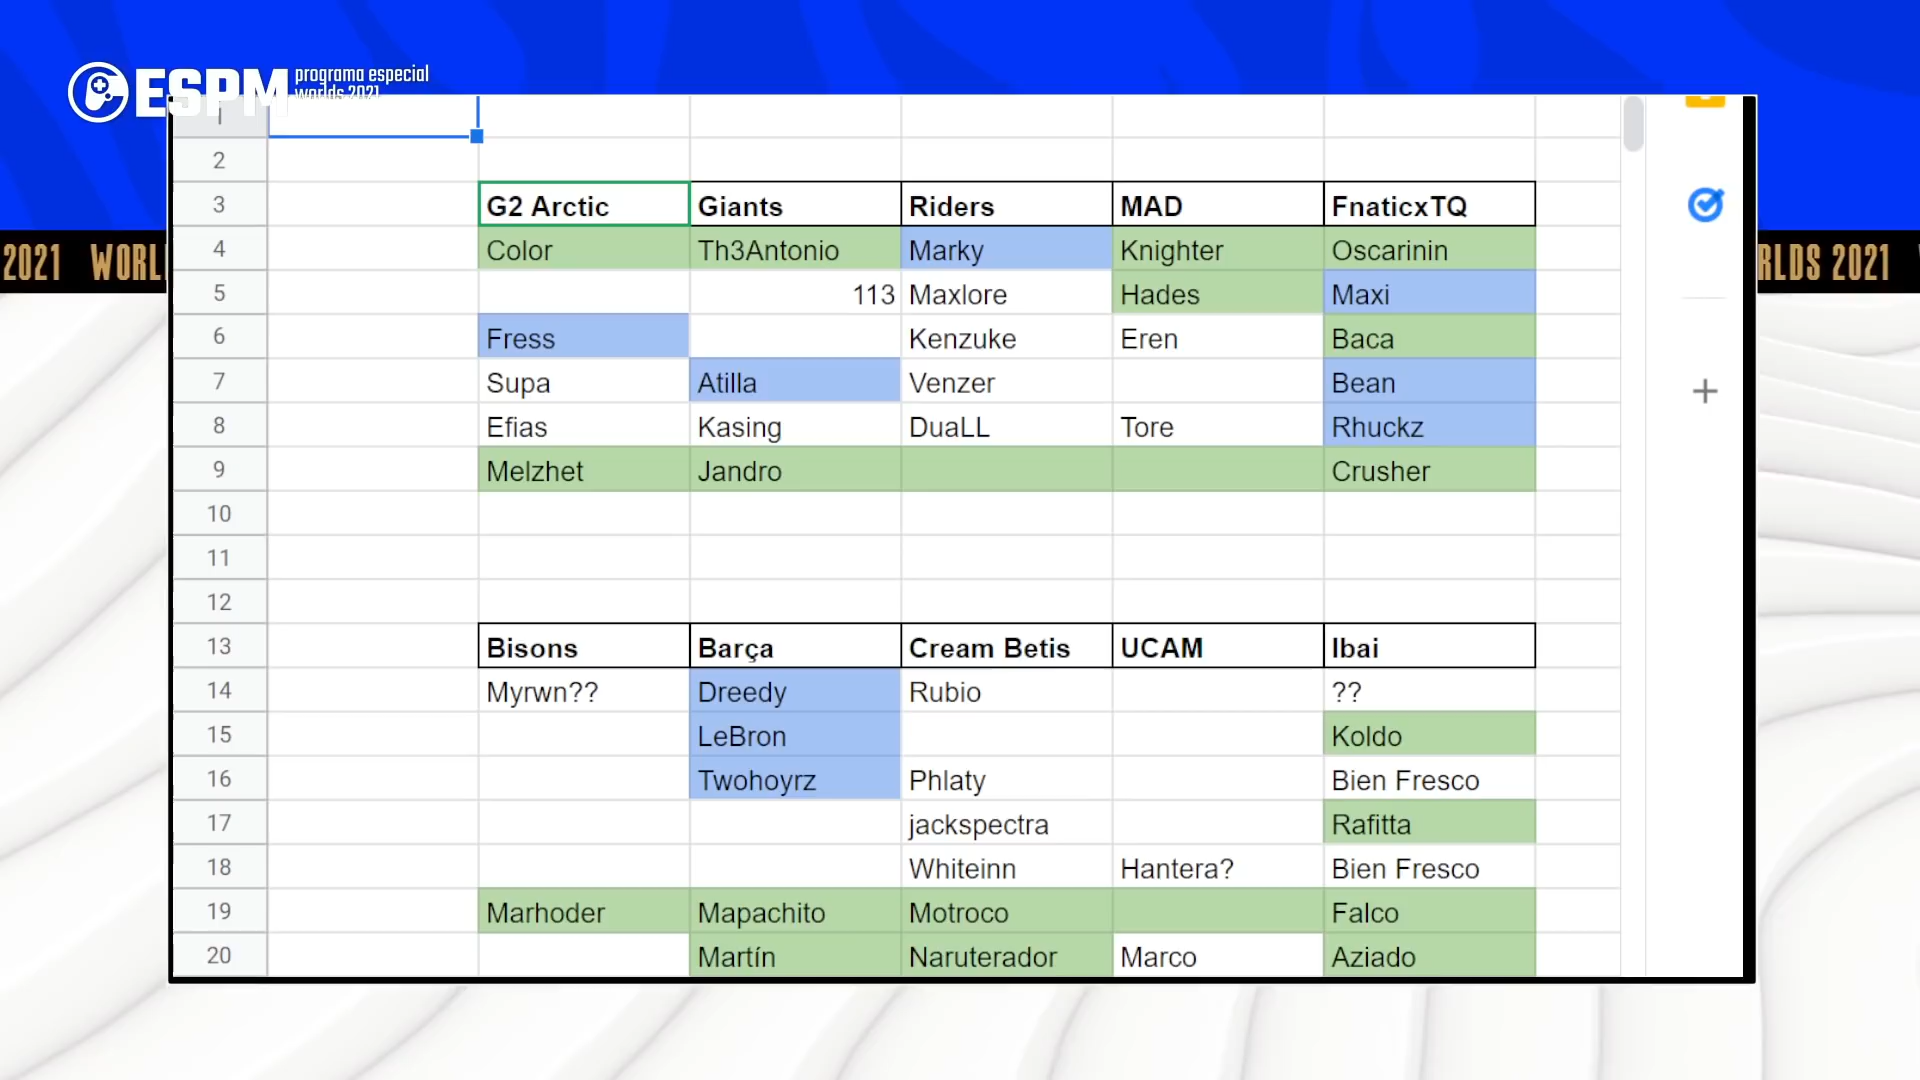 ESPM programa especial
worlds 2021
2021 WORL
RLDS 2021
1
2
3 G2 Arctic Giants Riders MAD FnaticxTQ
4 Color Th3Antonio Marky Knighter Oscarinin
5 113 Maxlore Hades Maxi
6 Fress Kenzuke Eren Baca
7 Supa Atilla Venzer Bean
8 Efias Kasing DuaLL Tore Rhuckz
9 Melzhet Jandro Crusher
10
11
12
13 Bisons Barça Cream Betis UCAM Ibai
14 Myrwn?? Dreedy Rubio ??
15 LeBron Koldo
16 Twohoyrz Phlaty Bien Fresco
17 jackspectra Rafitta
18 Whiteinn Hantera? Bien Fresco
19 Marhoder Mapachito Motroco Falco
20 Martín Naruterador Marco Aziado